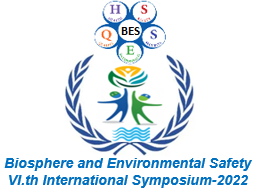 H
S
Q
BES
S
E
Biosphere and Environmental Safety
VI.th International Symposium-2022